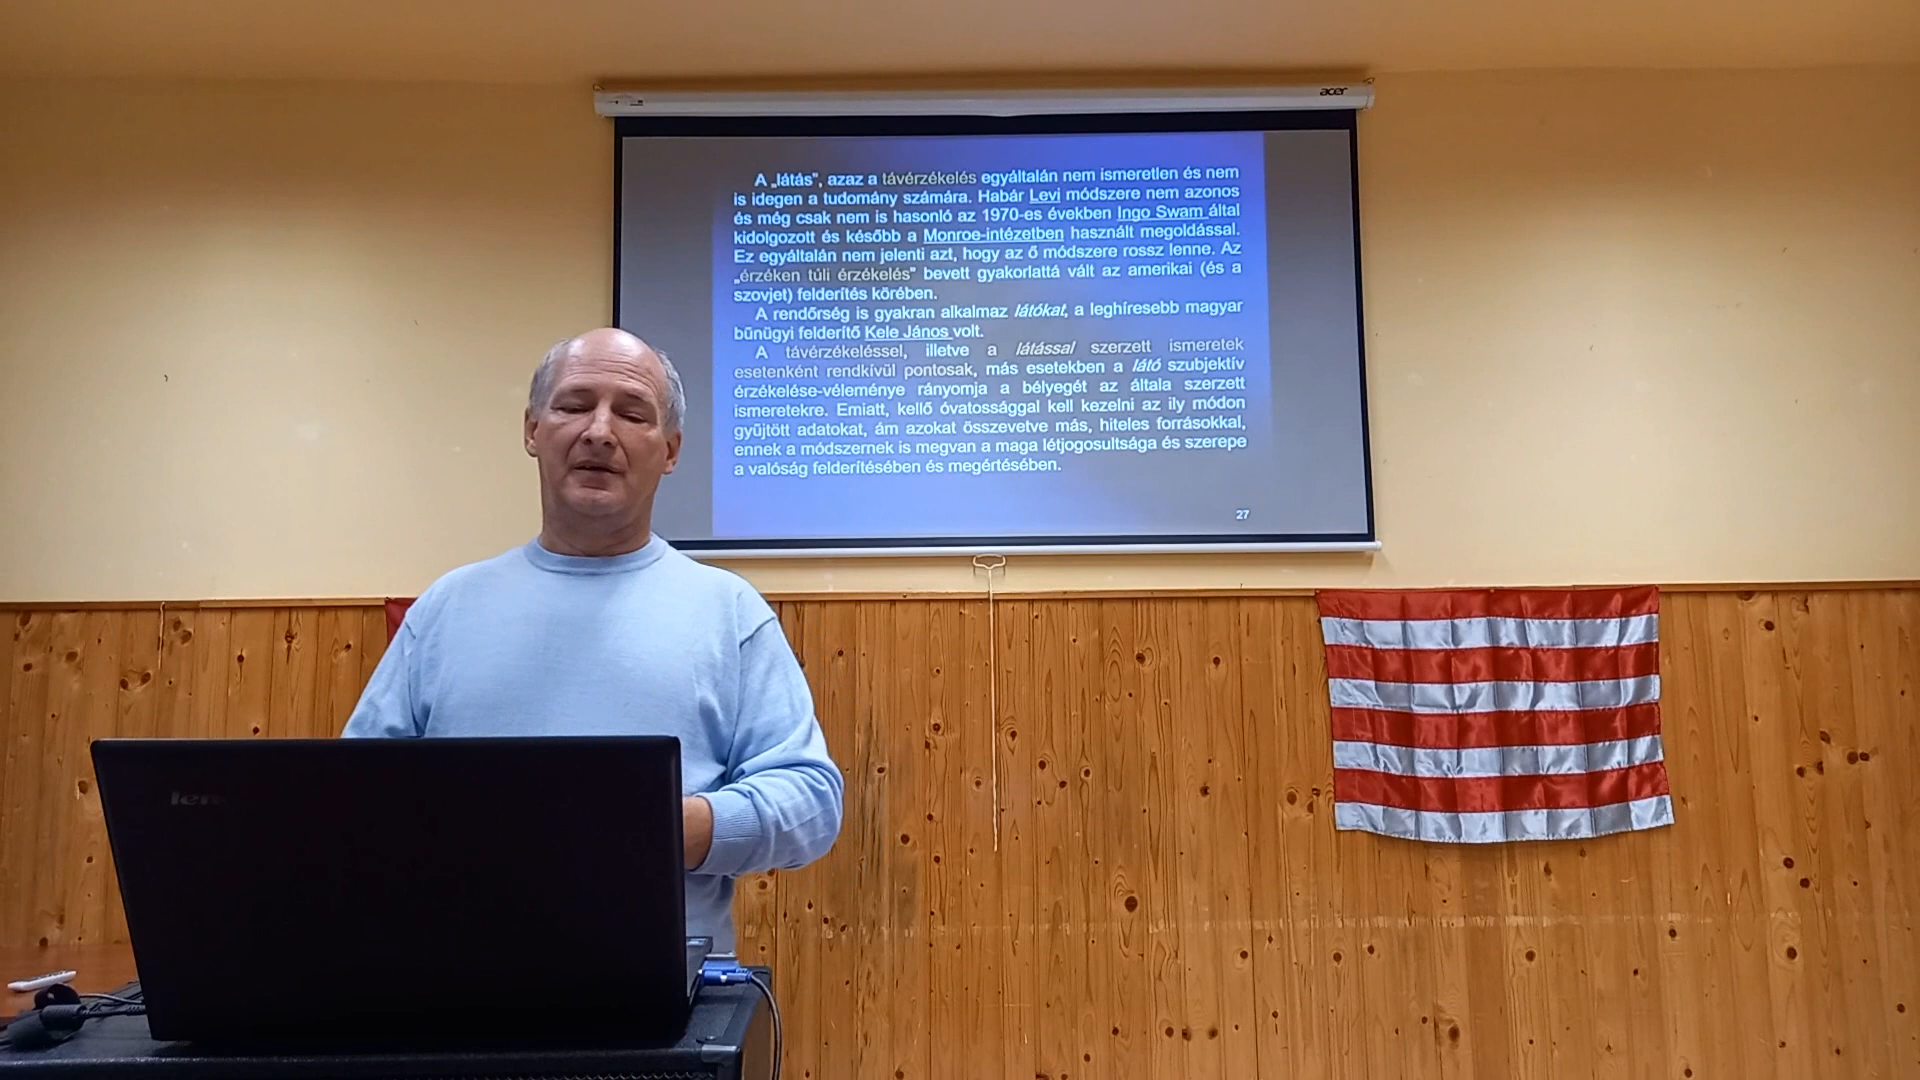 acer
A „látás”, azaz a távérzékelés egyáltalán nem ismeretlen és nem
is idegen a tudomány számára. Habár Levi módszere nem azonos
és még csak nem is hasonló az 1970-es években Ingo Swam által
kidolgozott és később a Monroe-intézetben használt megoldással.
Ez egyáltalán nem jelenti azt, hogy az ő módszere rossz lenne. Az
„érzéken túli érzékelés” bevett gyakorlattá vált az amerikai (és a
szovjet) felderítés körében.
A rendőrség is gyakran alkalmaz látókat, a leghíresebb magyar
bűnügyi felderítő Kele János volt.
A távérzékeléssel, illetve a látással szerzett ismeretek
esetenként rendkívül pontosak, más esetekben a látó szubjektív
érzékelése-véleménye rányomja a bélyegét az általa szerzett
ismeretekre. Emiatt, kellő óvatossággal kell kezelni az ily módon
gyűjtött adatokat, ám azokat összevetve más, hiteles forrásokkal,
ennek a módszernek is megvan a maga létjogosultsága és szerepe
a valóság felderítésében és megértésében.
27